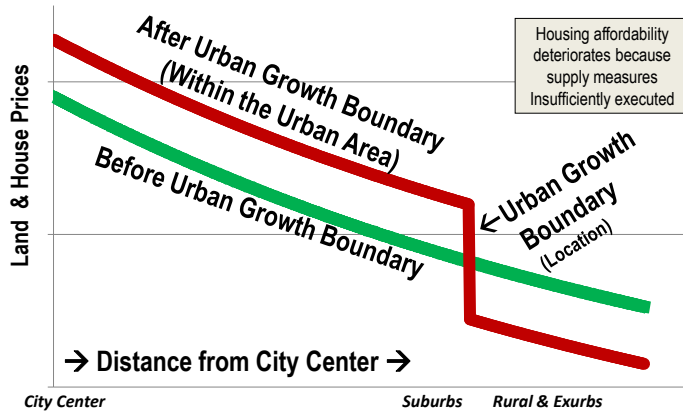 Housing affordability
deteriorates because
supply measures
Insufficiently executed
After Urban Growth Boundary
(Within the Urban Area)
Before Urban Growth Boundary
←Urban Growth
Boundary
(Location)
Land & House Prices
→ Distance from City Center →
City Center
Suburbs
Rural & Exurbs